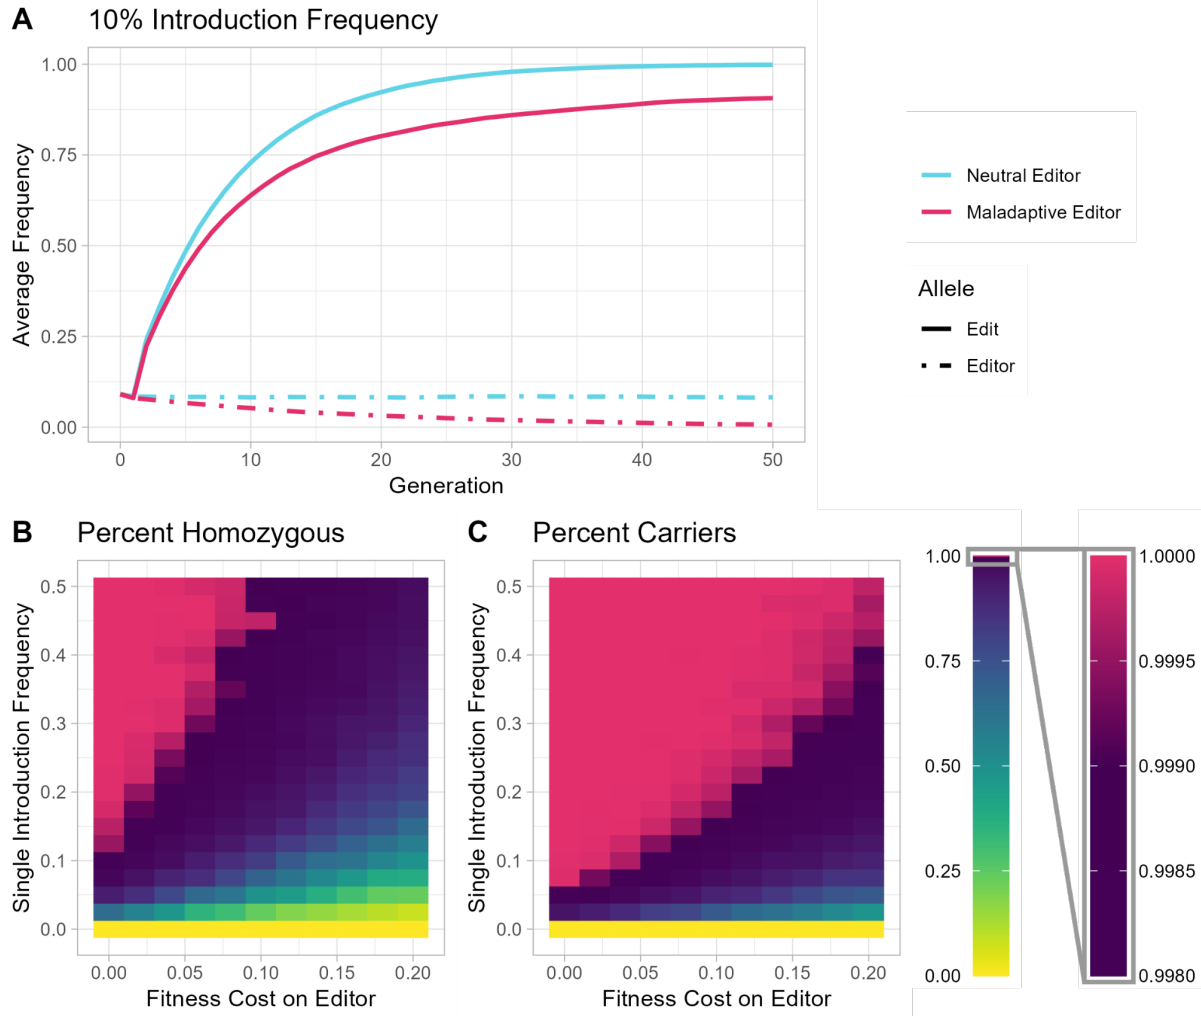 A 10% Introduction Frequency
1.00
0.75
0.50
0.25
0.00
Average Frequency
0 10 20 30 40 50
Generation
Neutral Editor
Maladaptive Editor
Allele
Edit
Editor
B Percent Homozygous
0.5
0.4
0.3
0.2
0.1
0.0
Single Introduction Frequency
0.00 0.05 0.10 0.15 0.20
Fitness Cost on Editor
C Percent Carriers
0.5
0.4
0.3
0.2
0.1
0.0
Single Introduction Frequency
0.00 0.05 0.10 0.15 0.20
Fitness Cost on Editor
1.00
0.75
0.50
0.25
0.00
1.0000
0.9995
0.9990
0.9985
0.9980